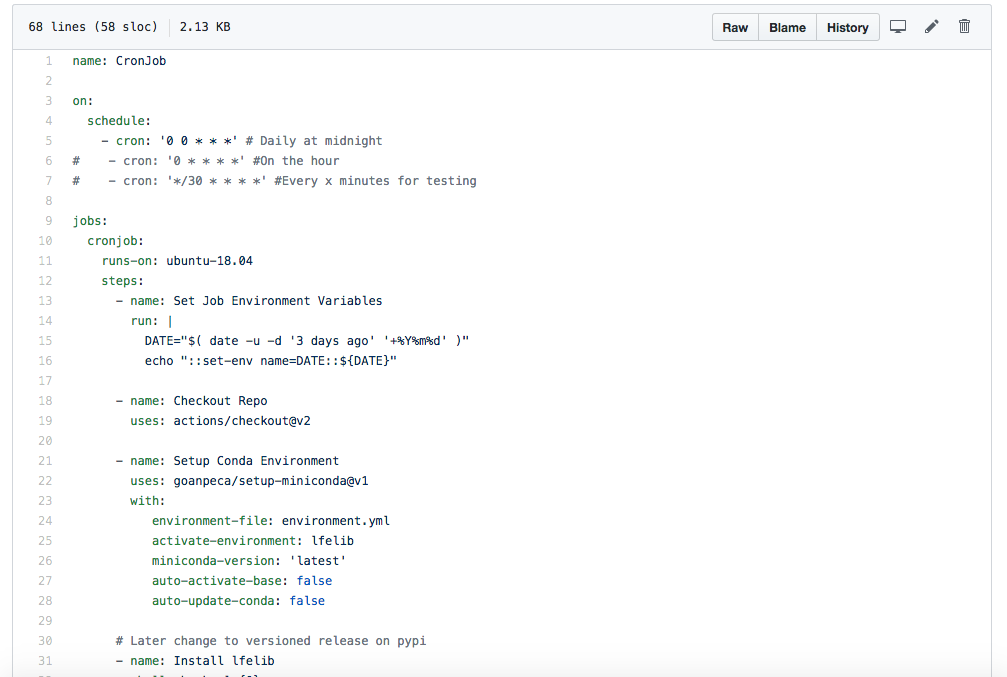 68 lines (58 sloc) 2.13 KB Raw Blame History
1 name: CronJob
2
3 on:
4 schedule:
5 - cron: '0 0 * * *' # Daily at midnight
6 # - cron: '0 * * * *' #On the hour
7 # - cron: '*/30 * * * *' #Every x minutes for testing
8
9 jobs:
10 cronjob:
11 runs-on: ubuntu-18.04
12 steps:
13 - name: Set Job Environment Variables
14 run: |
15 DATE="$( date -u -d '3 days ago' '+%Y%m%d' )"
16 echo "::set-env name=DATE::${DATE}"
17
18 - name: Checkout Repo
19 uses: actions/checkout@v2
20
21 - name: Setup Conda Environment
22 uses: goanpeca/setup-miniconda@v1
23 with:
24 environment-file: environment.yml
25 activate-environment: lfelib
26 miniconda-version: 'latest'
27 auto-activate-base: false
28 auto-update-conda: false
29
30 # Later change to versioned release on pypi
31 - name: Install lfelib